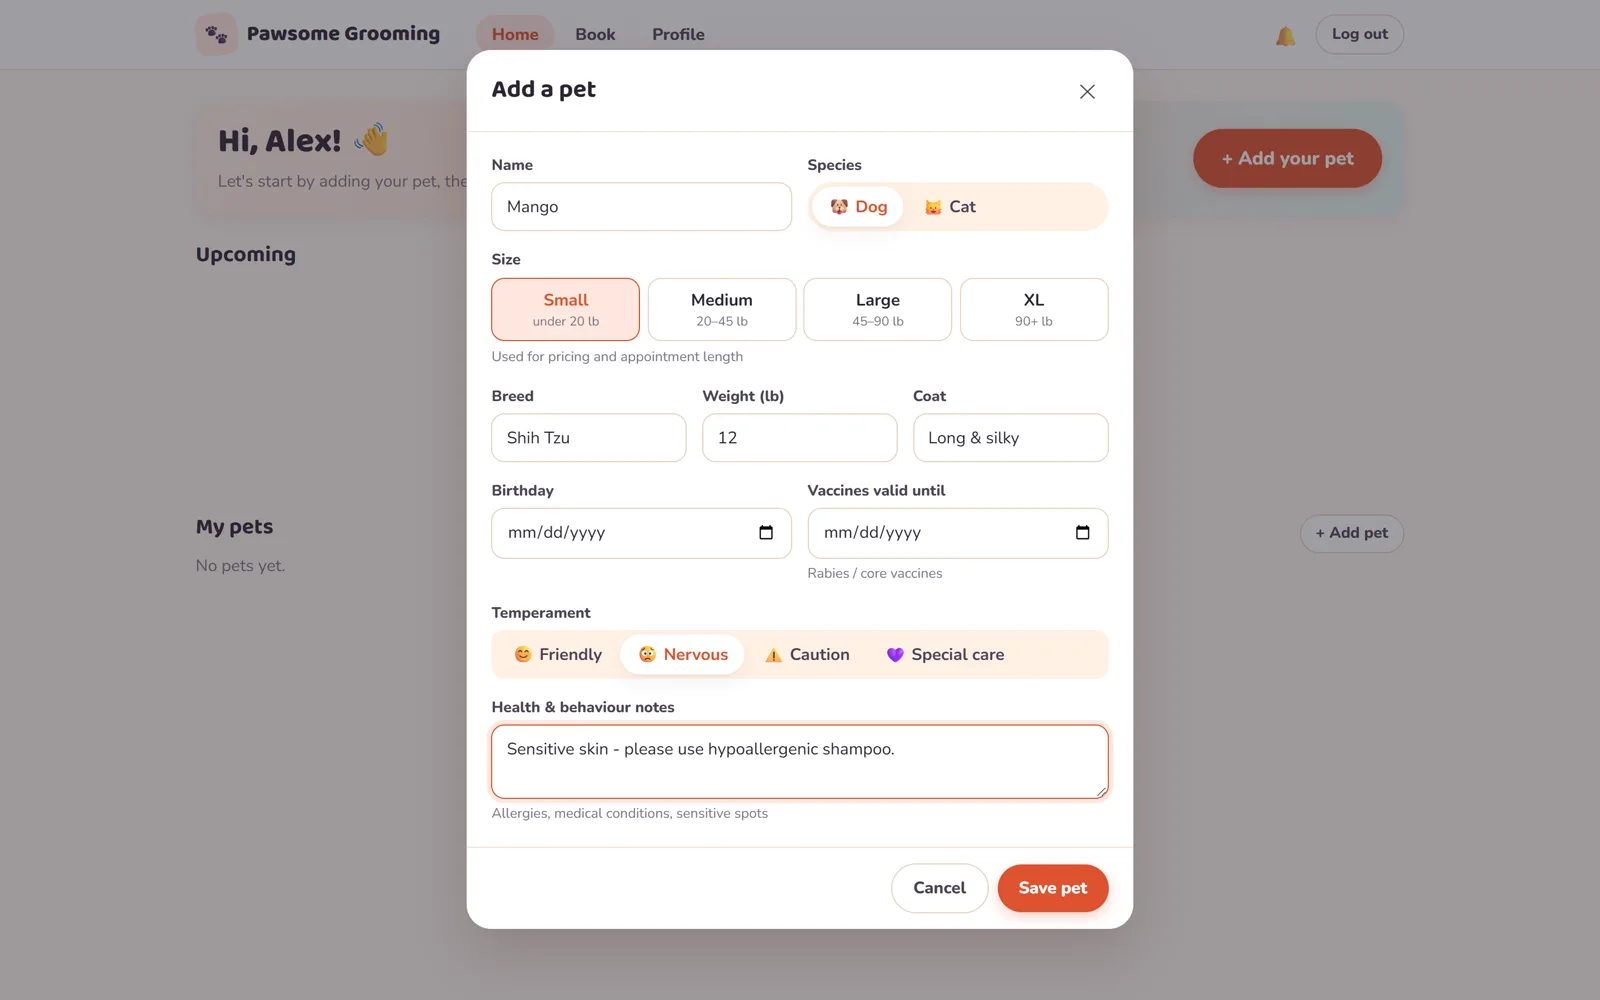 Pawsome Grooming
Home
Book
Profile
Log out
Hi, Alex!
Let's start by adding your pet, the
+ Add your pet
Upcoming
My pets
+ Add pet
No pets yet.
Add a pet
Name
Species
Mango
Dog
Cat
Size
Small
under 20 lb
Medium
20–45 lb
Large
45–90 lb
XL
90+ lb
Used for pricing and appointment length
Breed
Weight (lb)
Coat
Shih Tzu
12
Long & silky
Birthday
Vaccines valid until
mm/dd/yyyy
mm/dd/yyyy
Rabies / core vaccines
Temperament
Friendly
Nervous
Caution
Special care
Health & behaviour notes
Sensitive skin - please use hypoallergenic shampoo.
Allergies, medical conditions, sensitive spots
Cancel
Save pet